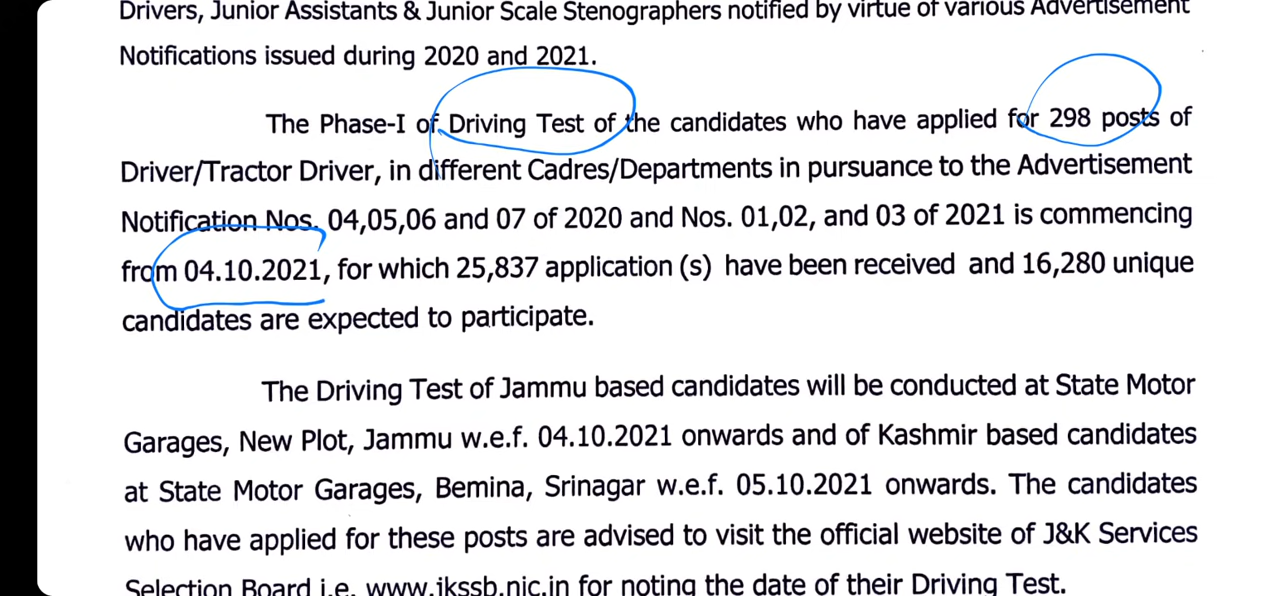 Drivers, Junior Assistants & Junior Scale Stenographers notified by virtue of various Advertisement
Notifications issued during 2020 and 2021.
The Phase-I of Driving Test of the candidates who have applied for 298 posts of
Driver/Tractor Driver, in different Cadres/Departments in pursuance to the Advertisement
Notification Nos. 04,05,06 and 07 of 2020 and Nos. 01,02, and 03 of 2021 is commencing
from 04.10.2021, for which 25,837 application (s) have been received and 16,280 unique
candidates are expected to participate.
The Driving Test of Jammu based candidates will be conducted at State Motor
Garages, New Plot, Jammu w.e.f. 04.10.2021 onwards and of Kashmir based candidates
at State Motor Garages, Bemina, Srinagar w.e.f. 05.10.2021 onwards. The candidates
who have applied for these posts are advised to visit the official website of J&K Services
Selection Board i.e. www.jkssb.nic.in for noting the date of their Driving Test.